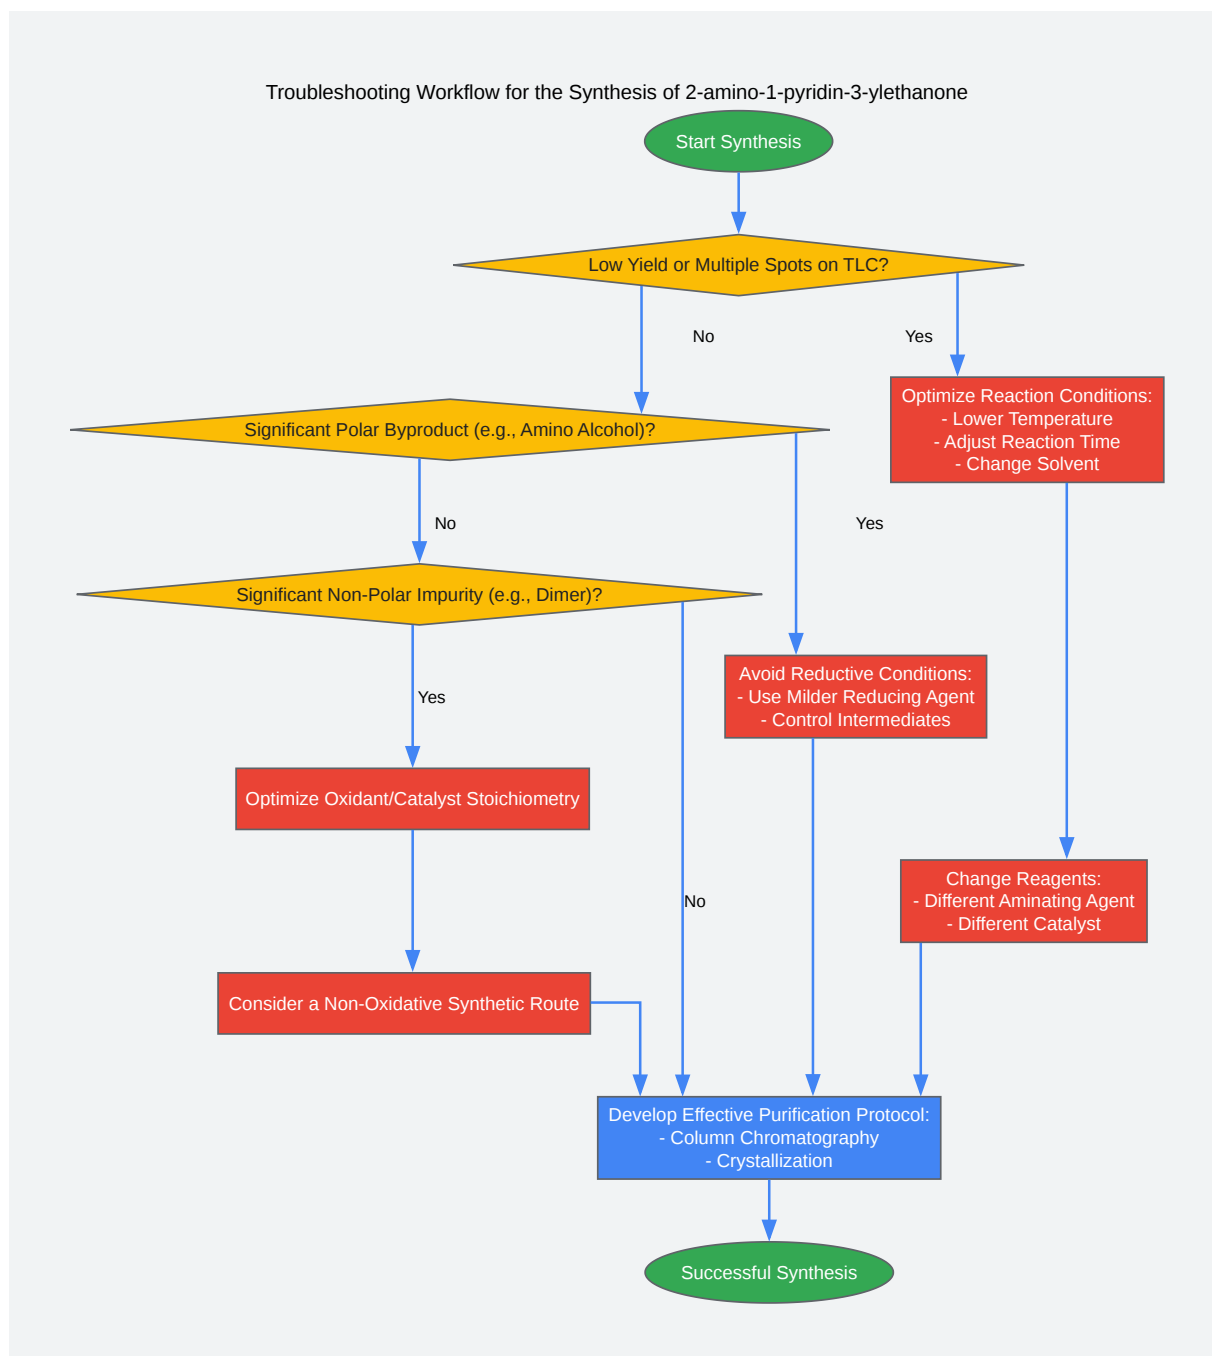 Troubleshooting Workflow for the Synthesis of 2-amino-1-pyridin-3-ylethanone
Start Synthesis
Low Yield or Multiple Spots on TLC?
No
Yes
Optimize Reaction Conditions:
- Lower Temperature
- Adjust Reaction Time
- Change Solvent
Significant Polar Byproduct (e.g., Amino Alcohol)?
No
Yes
Significant Non-Polar Impurity (e.g., Dimer)?
Yes
Avoid Reductive Conditions:
- Use Milder Reducing Agent
- Control Intermediates
Optimize Oxidant/Catalyst Stoichiometry
No
Change Reagents:
- Different Aminating Agent
- Different Catalyst
Consider a Non-Oxidative Synthetic Route
Develop Effective Purification Protocol:
- Column Chromatography
- Crystallization
Successful Synthesis